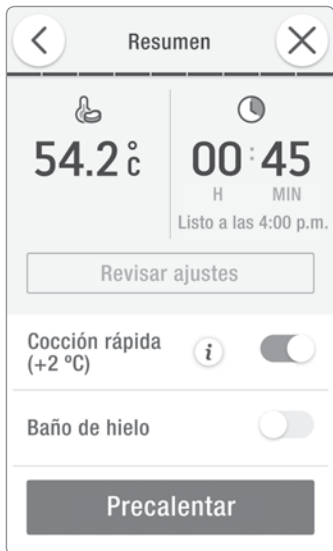 Resumen
54.2 °C
00:45
H MIN
Listo a las 4:00 p.m.
Revisar ajustes
Cocción rápida
(+2 ºC)
i
Baño de hielo
Precalentar